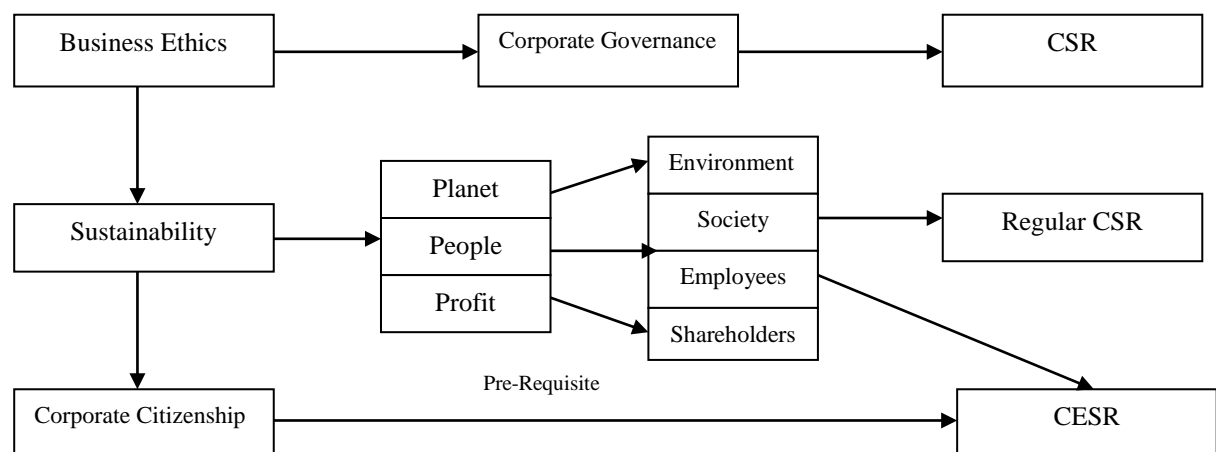 Business Ethics
Corporate Governance
CSR
Planet
People
Profit
Environment
Society
Employees
Shareholders
Sustainability
Regular CSR
Pre-Requisite
Corporate Citizenship
CESR